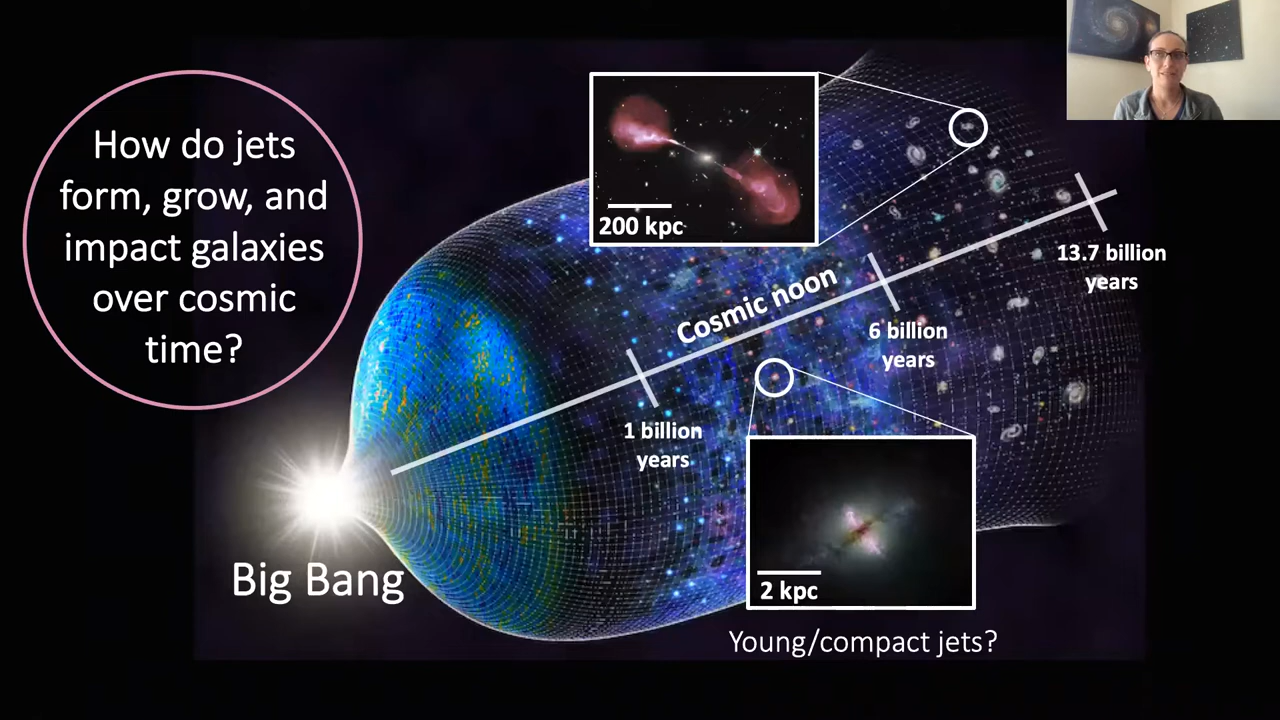 How do jets
form, grow, and
impact galaxies
over cosmic
time?
200 kpc
13.7 billion
years
Cosmic noon
6 billion
years
1 billion
years
Big Bang
2 kpc
Young/compact jets?